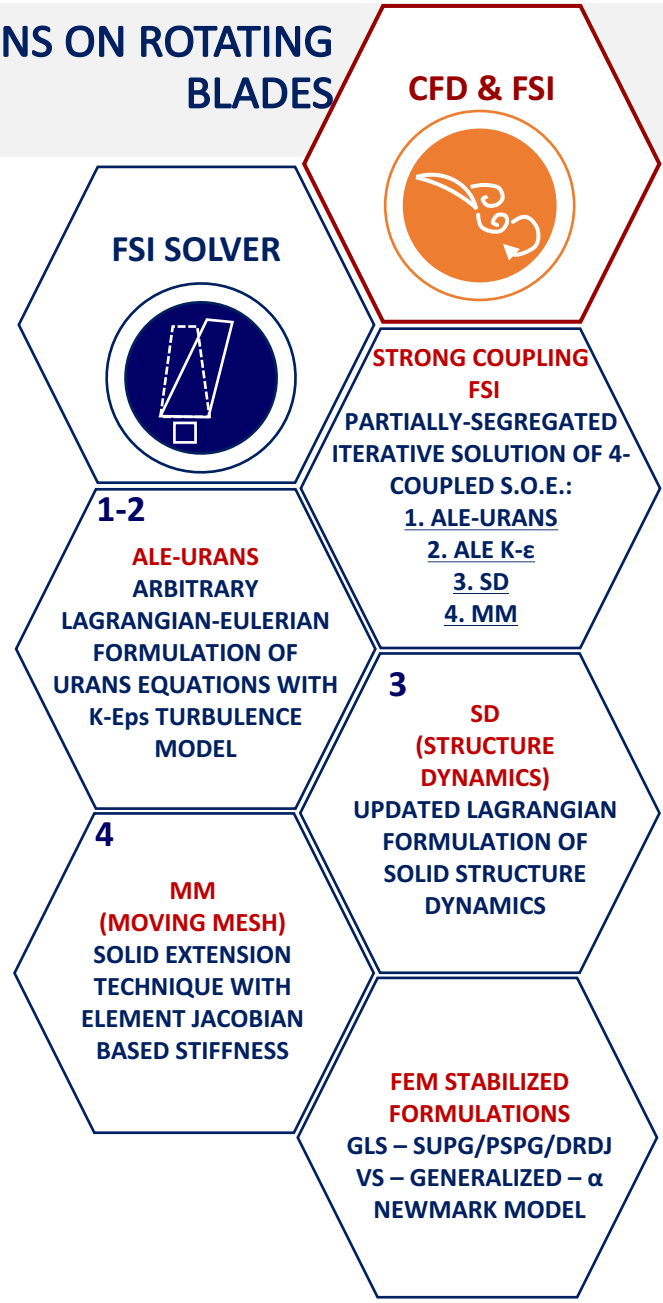 NS ON ROTATING
BLADES
CFD & FSI
FSI SOLVER
STRONG COUPLING
FSI
PARTIALLY-SEGREGATED
ITERATIVE SOLUTION OF 4-
COUPLED S.O.E.:
1. ALE-URANS
2. ALE K-ε
3. SD
4. MM
1-2
ALE-URANS
ARBITRARY
LAGRANGIAN-EULERIAN
FORMULATION OF
URANS EQUATIONS WITH
K-Eps TURBULENCE
MODEL
3
SD
(STRUCTURE
DYNAMICS)
UPDATED LAGRANGIAN
FORMULATION OF
SOLID STRUCTURE
DYNAMICS
4
MM
(MOVING MESH)
SOLID EXTENSION
TECHNIQUE WITH
ELEMENT JACOBIAN
BASED STIFFNESS
FEM STABILIZED
FORMULATIONS
GLS – SUPG/PSPG/DRDJ
VS – GENERALIZED – α
NEWMARK MODEL